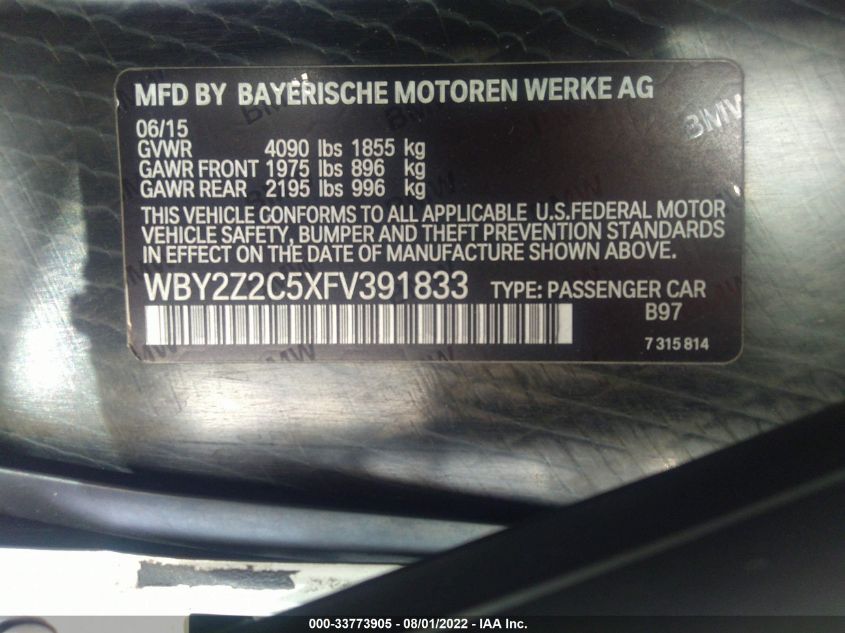 MFD BY BAYERISCHE MOTOREN WERKE AG
06/15
GVWR 4090 lbs 1855 kg
GAWR FRONT 1975 lbs 896 kg
GAWR REAR 2195 lbs 996 kg
THIS VEHICLE CONFORMS TO ALL APPLICABLE U.S.FEDERAL MOTOR
VEHICLE SAFETY, BUMPER AND THEFT PREVENTION STANDARDS
IN EFFECT ON THE DATE OF MANUFACTURE SHOWN ABOVE.
WBY2Z2C5XFV391833 TYPE: PASSENGER CAR
B97
7 315 814
BMW
BMW
BMW
000-33773905 - 08/01/2022 - IAA Inc.